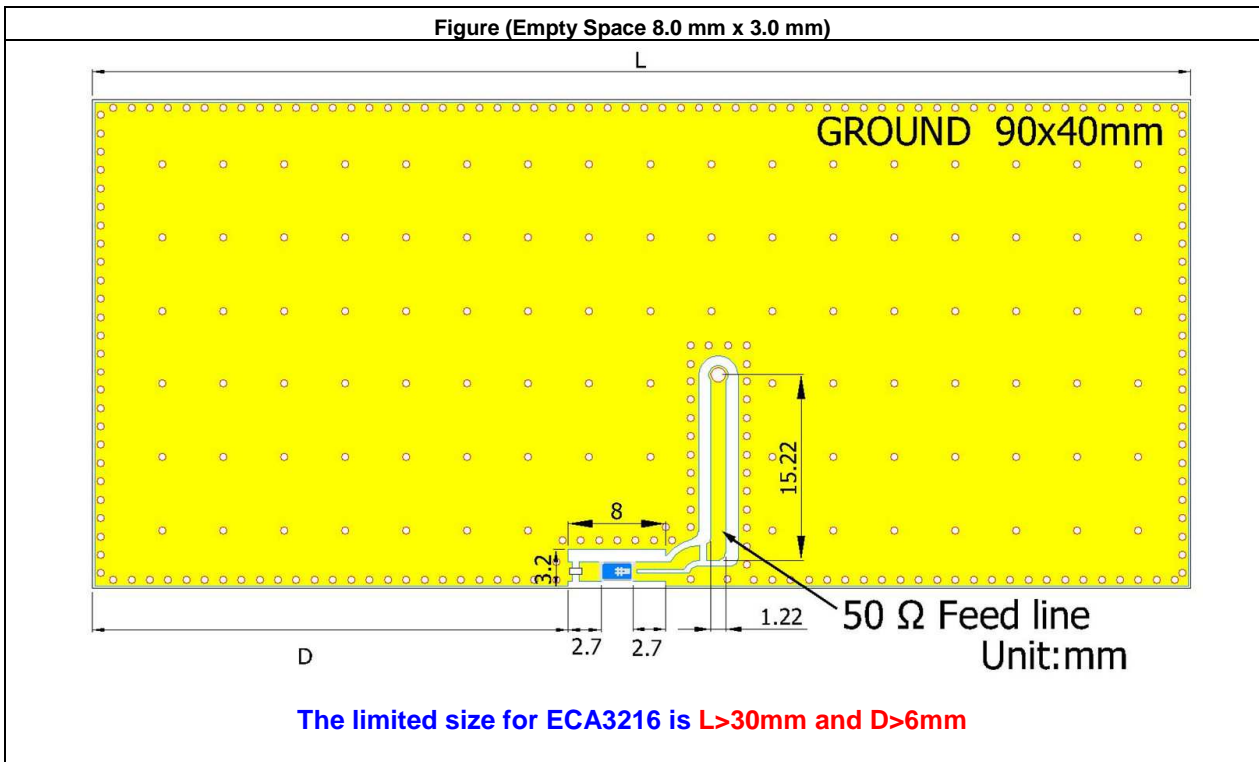 Figure (Empty Space 8.0 mm x 3.0 mm)
L
GROUND 90x40mm
15.22
8
3.2
1.22
50 Ω Feed line
2.7 2.7
Unit:mm
D
The limited size for ECA3216 is L>30mm and D>6mm